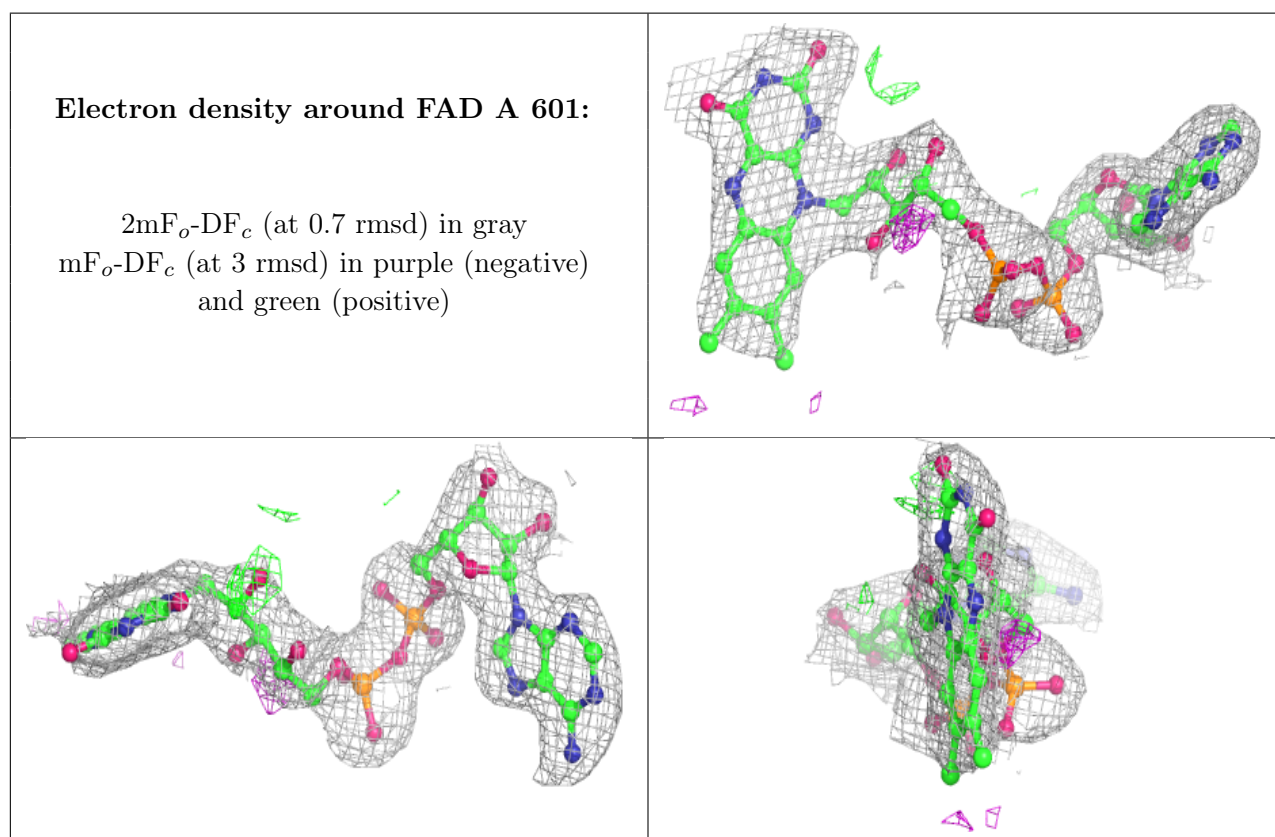 Electron density around FAD A 601:
2mFo-DFc (at 0.7 rmsd) in gray
mFo-DFc (at 3 rmsd) in purple (negative)
and green (positive)